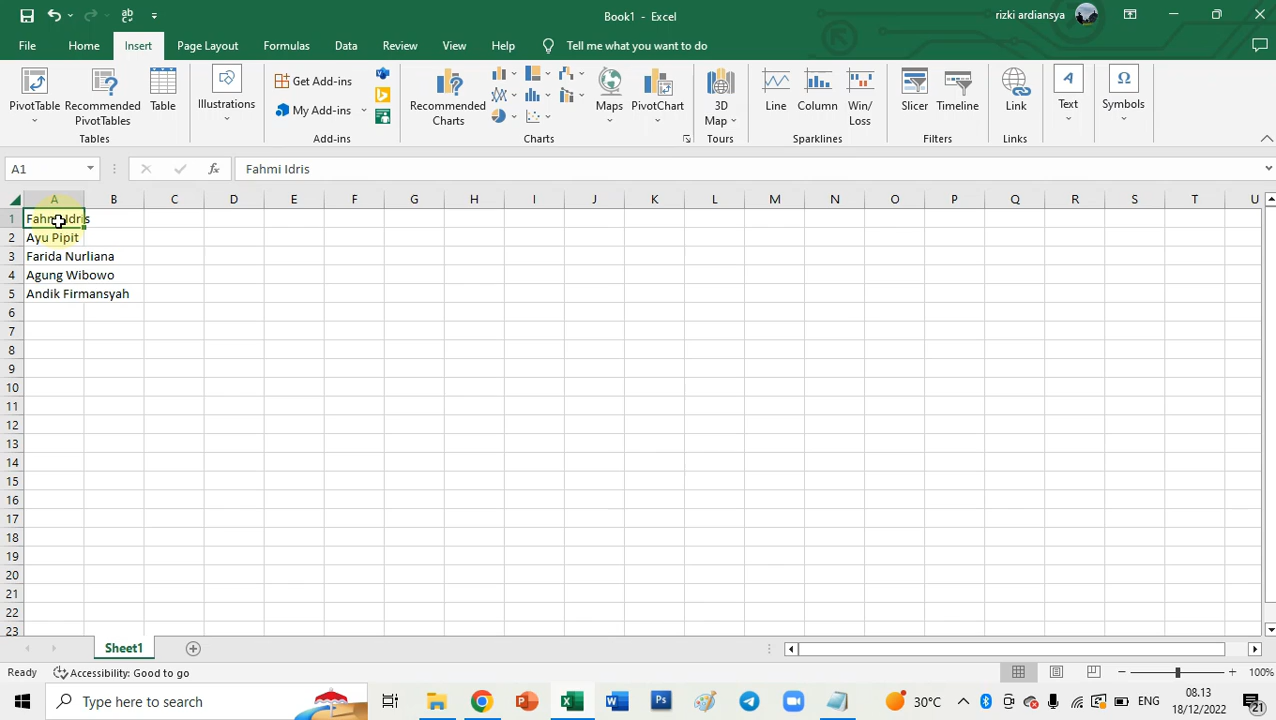 Book1 - Excel
rizki ardiansya
File Home Insert Page Layout Formulas Data Review View Help Tell me what you want to do
PivotTable
Recommended PivotTables
Table
Illustrations
Get Add-ins
My Add-ins
Recommended Charts
Maps
PivotChart
3D Map
Line
Column
Win/ Loss
Slicer
Timeline
Link
Text
Symbols
Tables
Add-ins
Charts
Tours
Sparklines
Filters
Links
A1
fx
Fahmi Idris
A B C D E F G H I J K L M N O P Q R S T U
1 Fahmi Idris
2 Ayu Pipit
3 Farida Nurliana
4 Agung Wibowo
5 Andik Firmansyah
6
7
8
9
10
11
12
13
14
15
16
17
18
19
20
21
22
23
Sheet1
Ready
Accessibility: Good to go
100%
Type here to search
30°C
ENG
08.13
18/12/2022
21